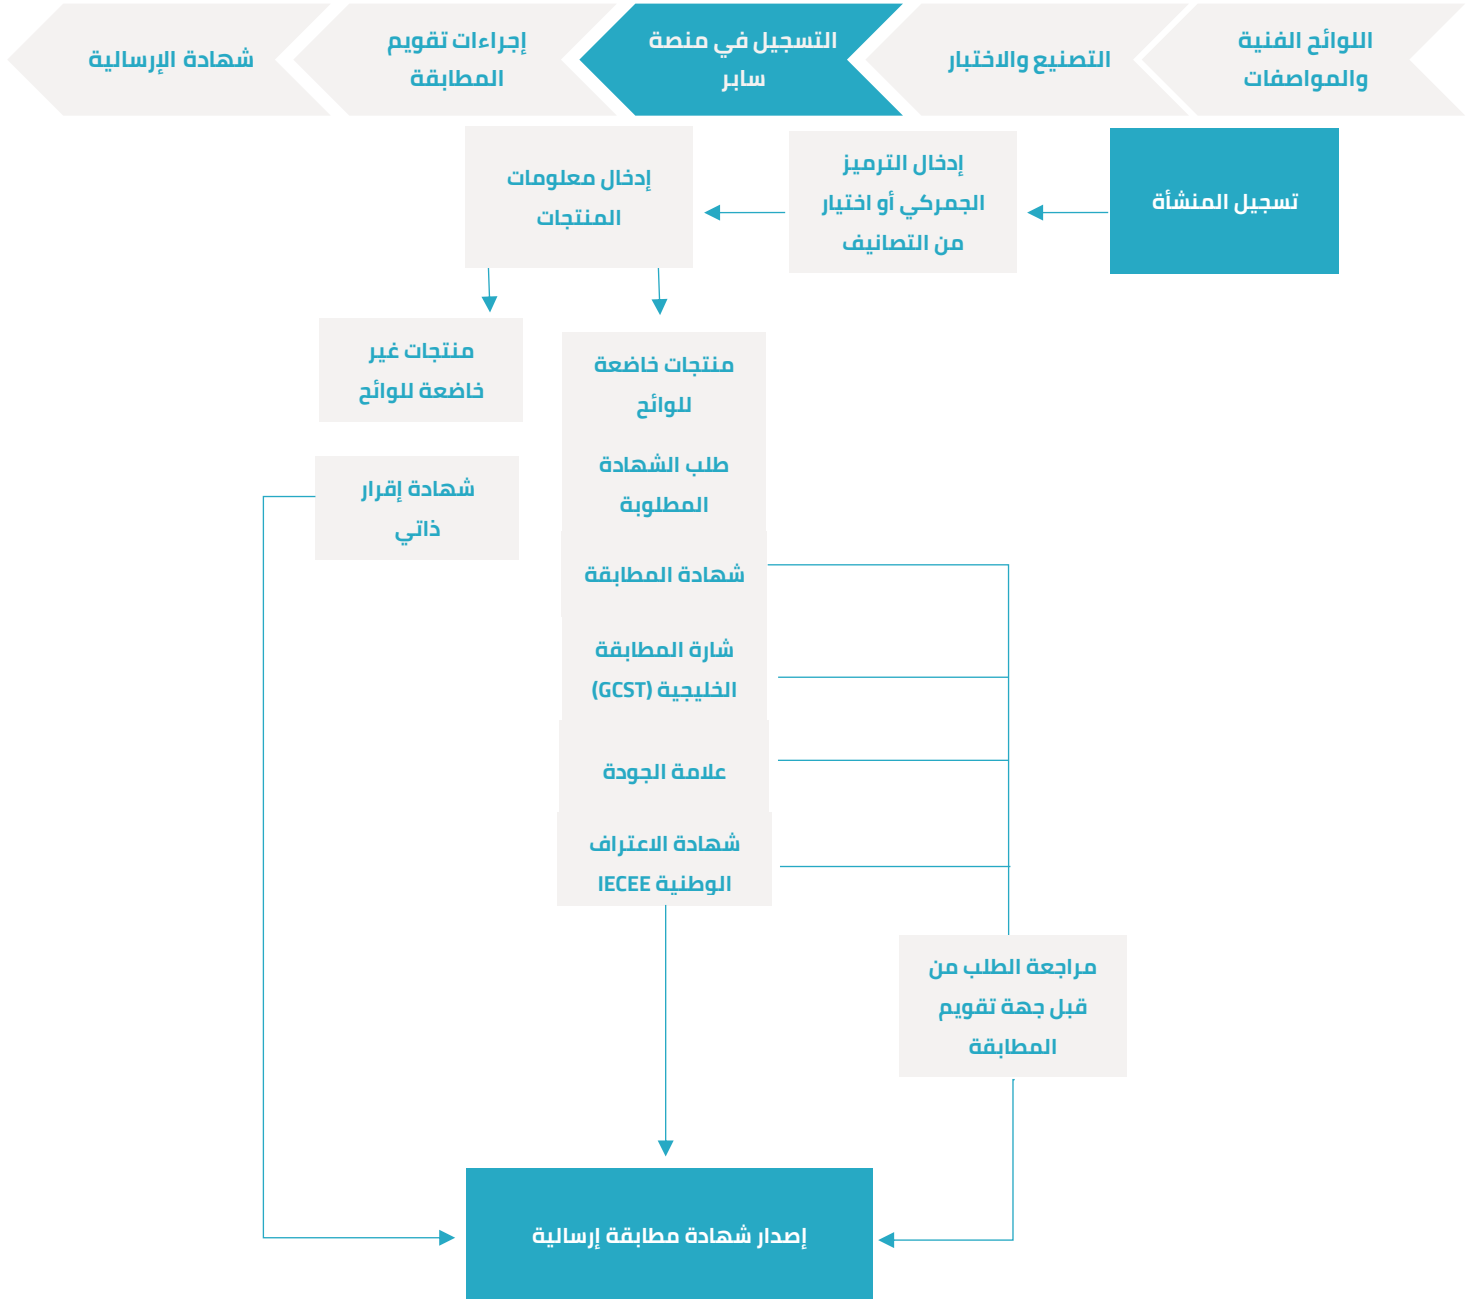 اللوائح الفنية
والمواصفات
التصنيع والاختبار
التسجيل في منصة
سابر
إجراءات تقويم
المطابقة
شهادة الإرسالية
تسجيل المنشأة
إدخال الترميز
الجمركي أو اختيار
من التصانيف
إدخال معلومات
المنتجات
منتجات خاضعة
للوائح
منتجات غير
خاضعة للوائح
طلب الشهادة
المطلوبة
شهادة إقرار
ذاتي
شهادة المطابقة
شارة المطابقة
الخليجية (GCST)
علامة الجودة
شهادة الاعتراف
الوطنية IECEE
مراجعة الطلب من
قبل جهة تقويم
المطابقة
إصدار شهادة مطابقة إرسالية